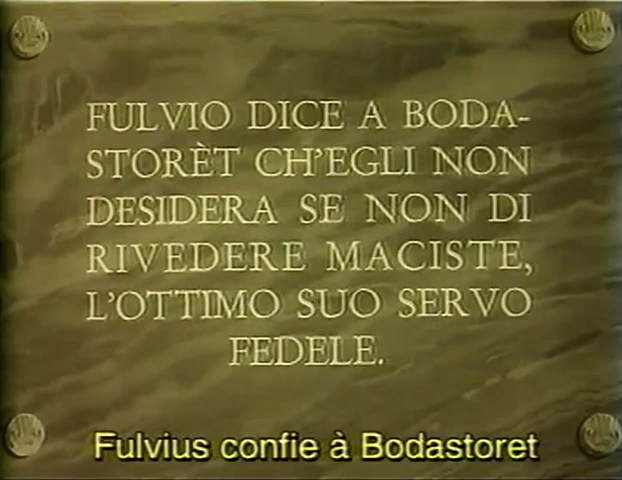 FULVIO DICE A BODA-
STORÈT CH'EGLI NON
DESIDERA SE NON DI
RIVEDERE MACISTE,
L'OTTIMO SUO SERVO
FEDELE.
Fulvius confie à Bodastoret